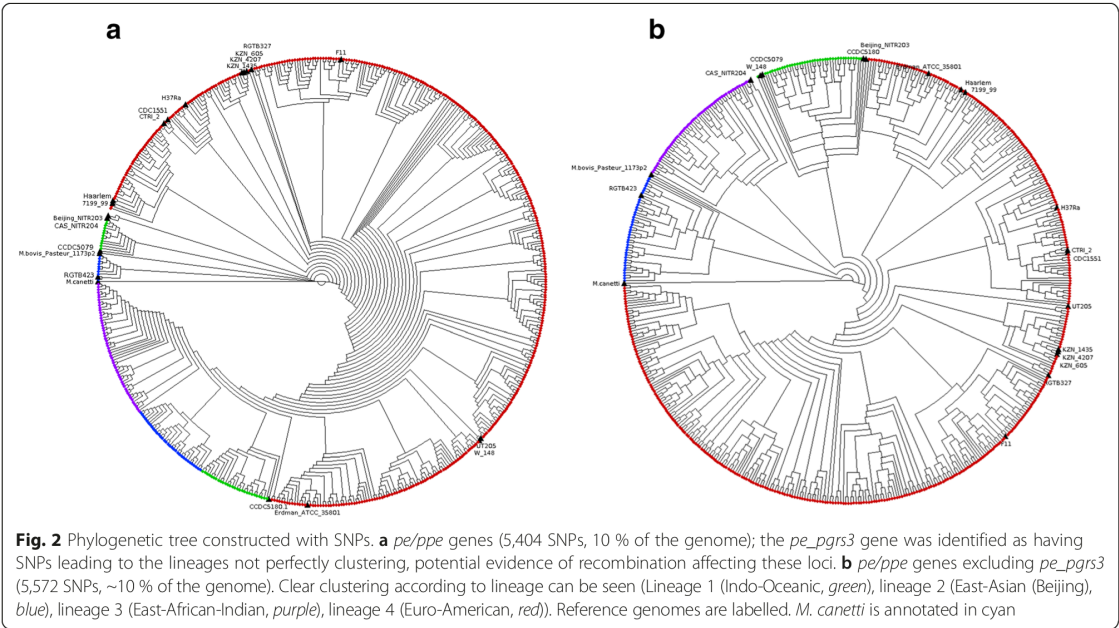 a
b
RGTB327
KZN_605
KZN_4207
KZN_1435
F11
H37Ra
CDC1551
CTRI_2
Haarlem
7199_99
Beijing_NITR203
CAS_NITR204
CCDC5079
M.bovis_Pasteur_1173p2
RGTB423
M.canetti
UT205
W_148
CCDC5180.1
Erdman_ATCC_35801
Beijing_NITR203
CCDC5180
CCDC5079
W_148
CAS_NITR204
Erdman_ATCC_35801
Haarlem
7199_99
M.bovis_Pasteur_1173p2
RGTB423
H37Ra
CTRI_2
CDC1551
M.canetti
UT205
KZN_1435
KZN_4207
KZN_605
RGTB327
F11
Fig. 2 Phylogenetic tree constructed with SNPs. a pe/ppe genes (5,404 SNPs, 10 % of the genome); the pe_pgrs3 gene was identified as having
SNPs leading to the lineages not perfectly clustering, potential evidence of recombination affecting these loci. b pe/ppe genes excluding pe_pgrs3
(5,572 SNPs, ~10 % of the genome). Clear clustering according to lineage can be seen (Lineage 1 (Indo-Oceanic, green), lineage 2 (East-Asian (Beijing),
blue), lineage 3 (East-African-Indian, purple), lineage 4 (Euro-American, red)). Reference genomes are labelled. M. canetti is annotated in cyan